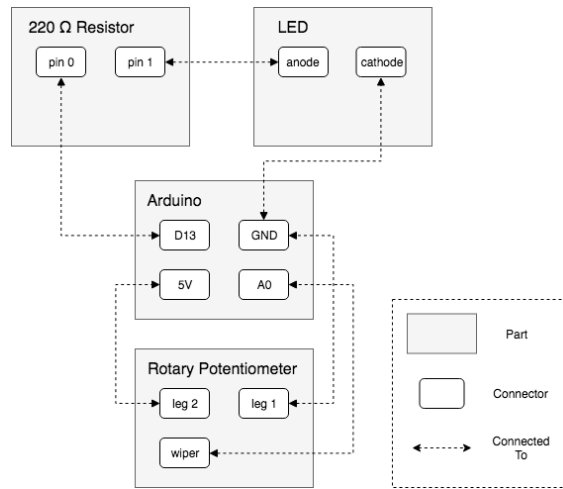 220 Ω Resistor
pin 0
pin 1
LED
anode
cathode
Arduino
D13
GND
5V
A0
Rotary Potentiometer
leg 2
leg 1
wiper
Part
Connector
Connected
To